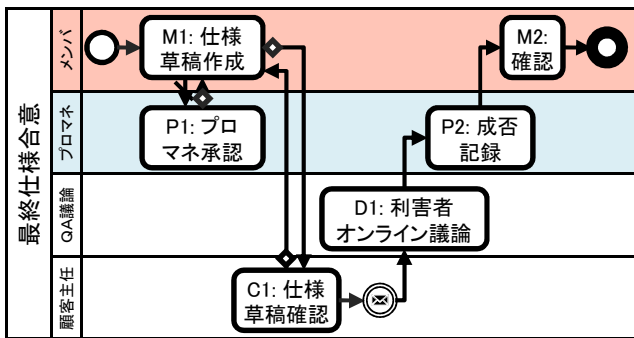 最終仕様合意
メンバ
M1: 仕様
草稿作成
M2:
確認
プロマネ
P1: プロ
マネ承認
P2: 成否
記録
QA議論
D1: 利害者
オンライン議論
顧客主任
C1: 仕様
草稿確認